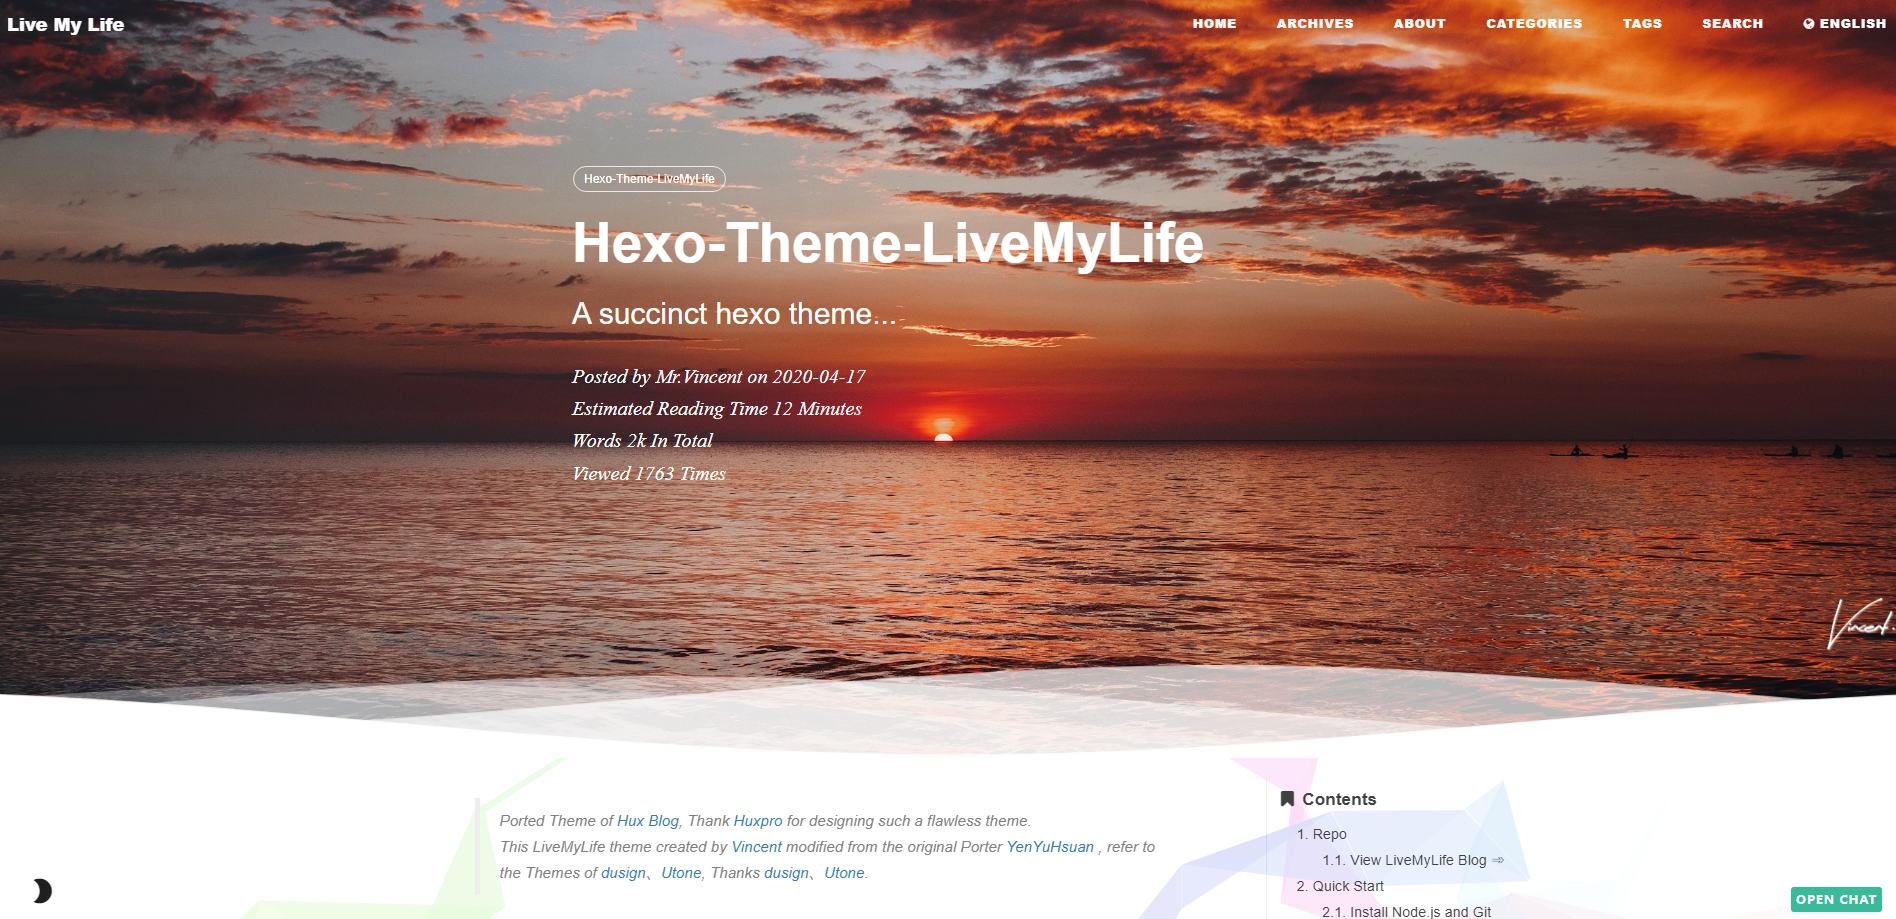 Live My Life
HOME ARCHIVES ABOUT CATEGORIES TAGS SEARCH ENGLISH
Hexo-Theme-LiveMyLife
Hexo-Theme-LiveMyLife
A succinct hexo theme...
Posted by Mr.Vincent on 2020-04-17
Estimated Reading Time 12 Minutes
Words 2k In Total
Viewed 1763 Times
Vincent.
Ported Theme of Hux Blog, Thank Huxpro for designing such a flawless theme.
This LiveMyLife theme created by Vincent modified from the original Porter YenYuHsuan , refer to
the Themes of dusign、Utone, Thanks dusign、Utone.
Contents
1. Repo
1.1. View LiveMyLife Blog ⇒
2. Quick Start
2.1. Install Node.js and Git
OPEN CHAT